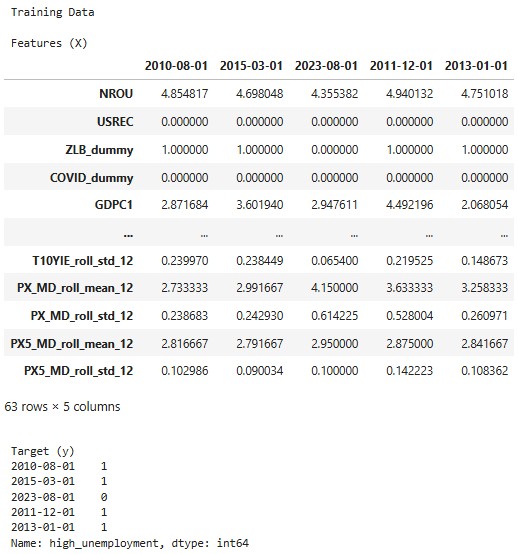 Training Data
Features (X)
2010-08-01 2015-03-01 2023-08-01 2011-12-01 2013-01-01
NROU 4.854817 4.698048 4.355382 4.940132 4.751018
USREC 0.000000 0.000000 0.000000 0.000000 0.000000
ZLB_dummy 1.000000 1.000000 0.000000 1.000000 1.000000
COVID_dummy 0.000000 0.000000 0.000000 0.000000 0.000000
GDPC1 2.871684 3.601940 2.947611 4.492196 2.068054
... ... ... ... ... ...
T10YIE_roll_std_12 0.239970 0.238449 0.065400 0.219525 0.148673
PX_MD_roll_mean_12 2.733333 2.991667 4.150000 3.633333 3.258333
PX_MD_roll_std_12 0.238683 0.242930 0.614225 0.528004 0.260971
PX5_MD_roll_mean_12 2.816667 2.791667 2.950000 2.875000 2.841667
PX5_MD_roll_std_12 0.102986 0.090034 0.100000 0.142223 0.108362
63 rows × 5 columns
Target (y)
2010-08-01 1
2015-03-01 1
2023-08-01 0
2011-12-01 1
2013-01-01 1
Name: high_unemployment, dtype: int64